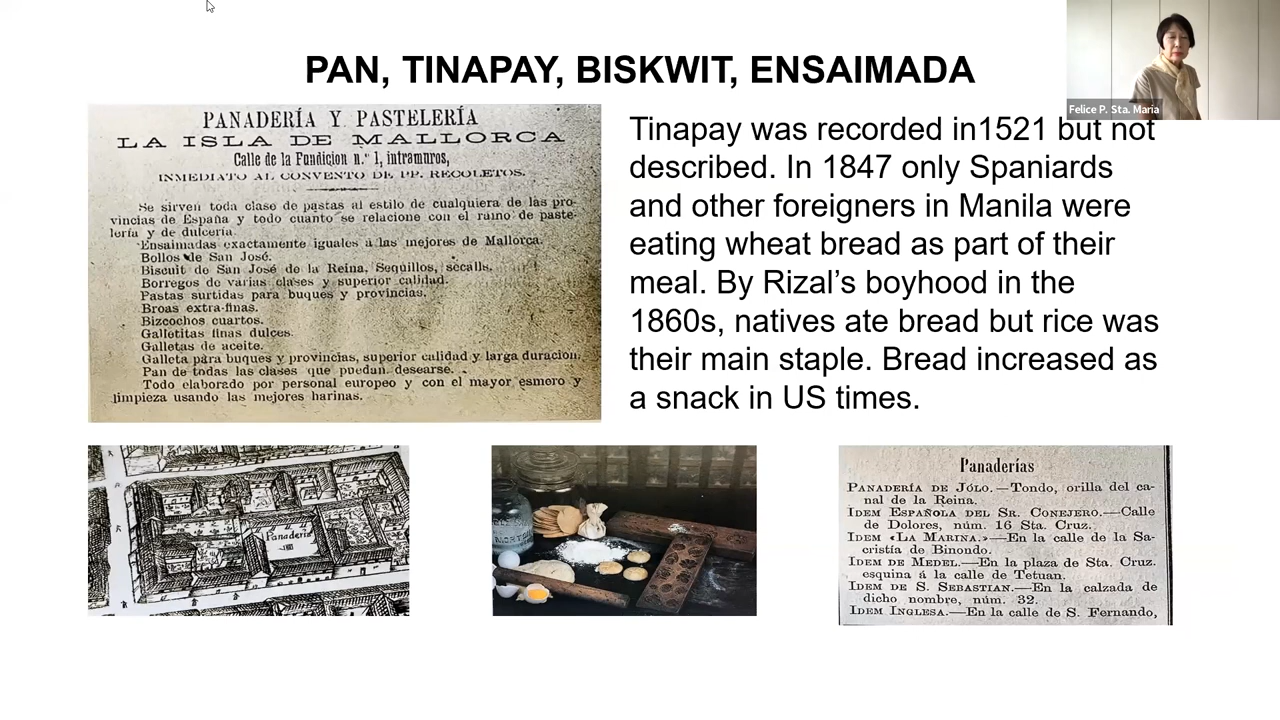 PAN, TINAPAY, BISKWIT, ENSAIMADA
Felice P. Sta. Maria
PANADERÍA Y PASTELERÍA
LA ISLA DE MALLORCA
Calle de la Fundicion n.º 1, intramuros,
INMEDIATO AL CONVENTO DE PP. RECOLETOS.
Se sirven toda clase de pastas al estilo de cualquiera de las pro-
vincias de España y todo cuanto se relacione con el ramo de paste-
lería y de dulcería.
Ensaimadas exactamente iguales á las mejores de Mallorca.
Bollos de San José.
Biscuit de San José de la Reina. Sequillos, secalls.
Borregos de varias clases y superior calidad.
Pastas surtidas para buques y provincias.
Broas extra-finas.
Bizcochos cuartos.
Galletitas finas dulces.
Galletas de aceite.
Galleta para buques y provincias, superior calidad y larga duracion.
Pan de todas las clases que puedan desearse.
Todo elaborado por personal europeo y con el mayor esmero y
limpieza usando las mejores harinas.
Tinapay was recorded in1521 but not
described. In 1847 only Spaniards
and other foreigners in Manila were
eating wheat bread as part of their
meal. By Rizal’s boyhood in the
1860s, natives ate bread but rice was
their main staple. Bread increased as
a snack in US times.
Panaderia
Panaderías
PANADERÍA DE JÓLO.—Tondo, orilla del ca-
nal de la Reina.
IDEM ESPAÑOLA DEL SR. CONEJERO.—Calle
de Dolores, núm. 16 Sta. Cruz.
IDEM «LA MARINA.»—En la calle de la Sa-
cristía de Binondo.
IDEM DE MEDEL.—En la plaza de Sta. Cruz.
esquina á la calle de Tetuan.
IDEM DE S. SEBASTIAN.—En la calzada de
dicho nombre, núm. 32.
IDEM INGLESA.—En la calle de S. Fernando,